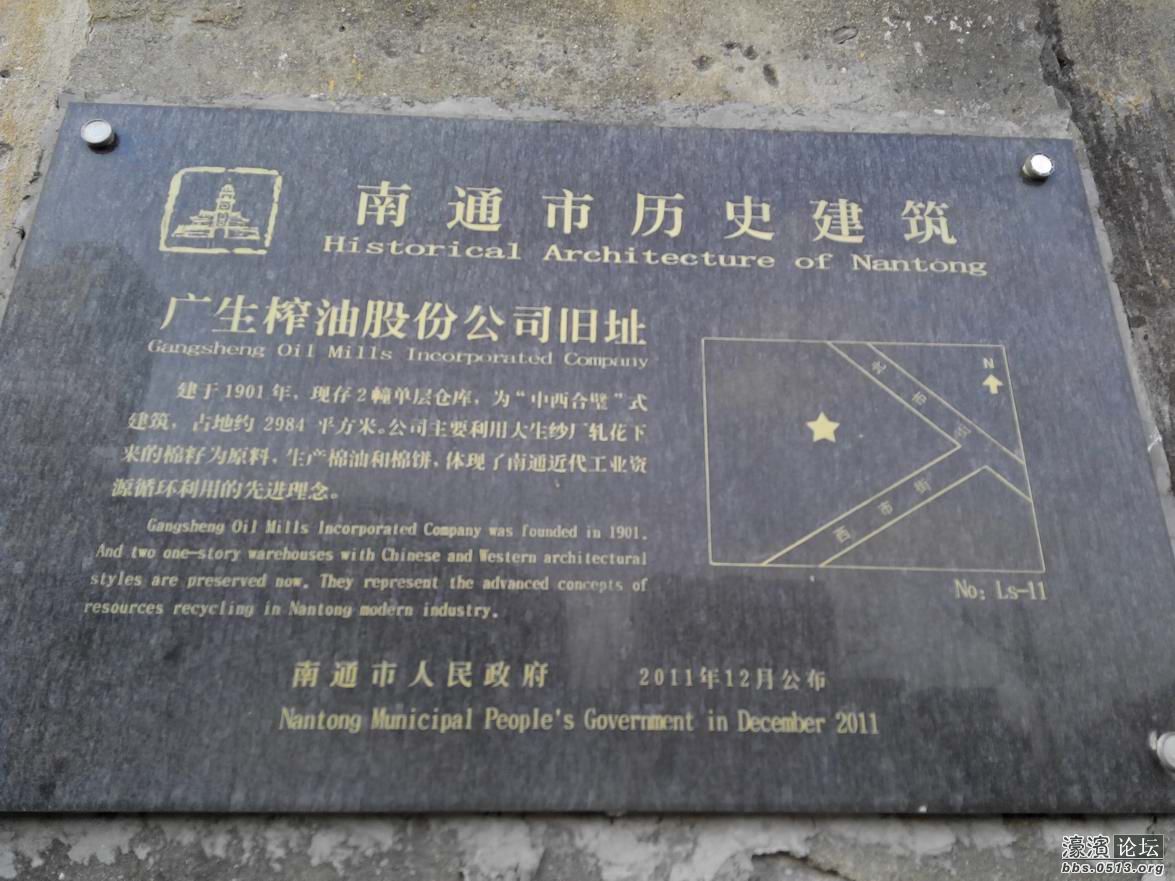 南通市历史建筑
Historical Architecture of Nantong
广生榨油股份公司旧址
Gangsheng Oil Mills Incorporated Company
建于1901年，现存2幢单层仓库，为“中西合璧”式
建筑，占地约2984平方米。公司主要利用大生纱厂轧花下
来的棉籽为原料，生产棉油和棉饼，体现了南通近代工业资
源循环利用的先进理念。
Gangsheng Oil Mills Incorporated Company was founded in 1901.
And two one-story warehouses with Chinese and Western architectural
styles are preserved now. They represent the advanced concepts of
resources recycling in Nantong modern industry.
N
北市街
西市街
No: Ls-11
南通市人民政府 2011年12月公布
Nantong Municipal People's Government in December 2011
濠滨论坛
bbs.0513.org